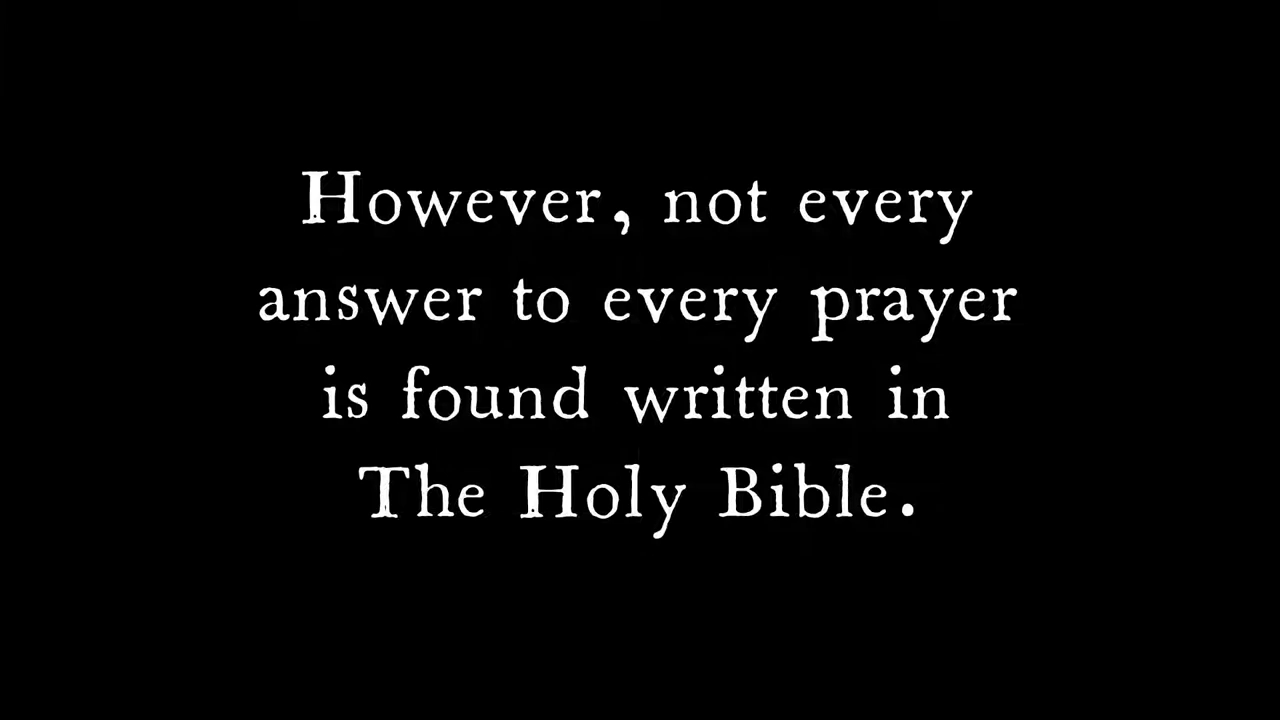 However, not every
answer to every prayer
is found written in
The Holy Bible.